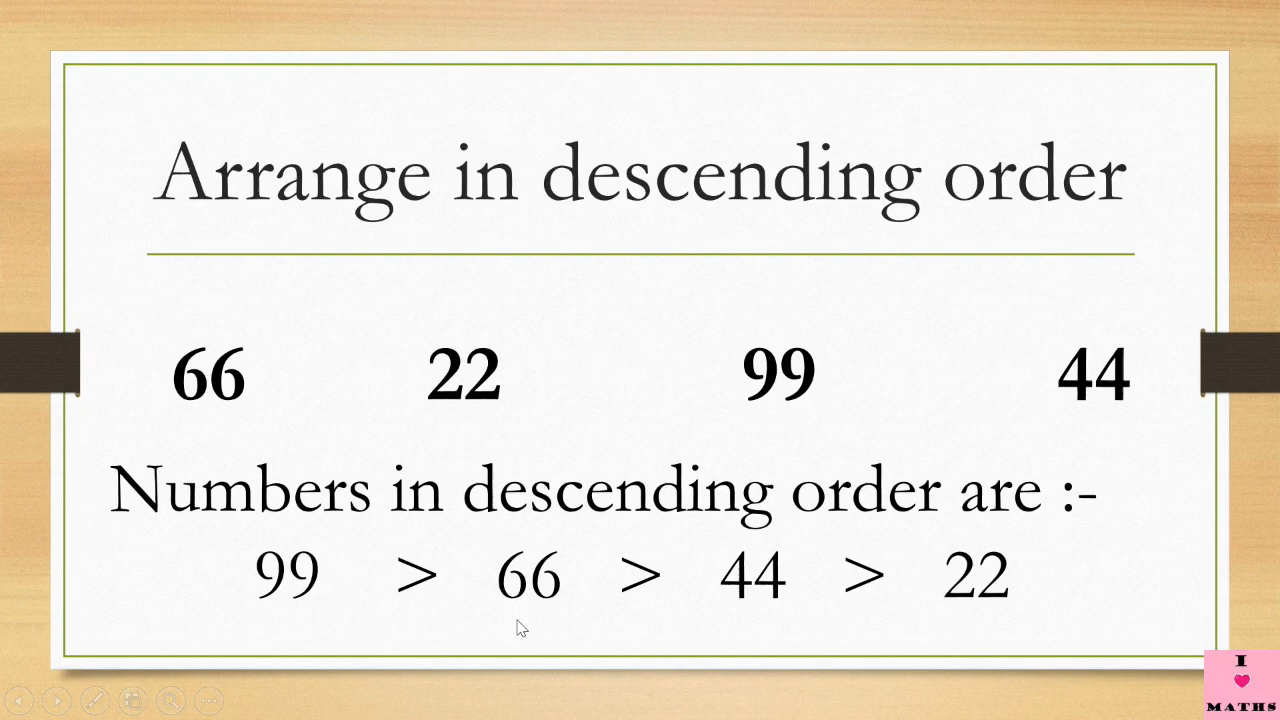 Arrange in descending order
66 22 99 44
Numbers in descending order are :-
99 > 66 > 44 > 22
I
MATHS